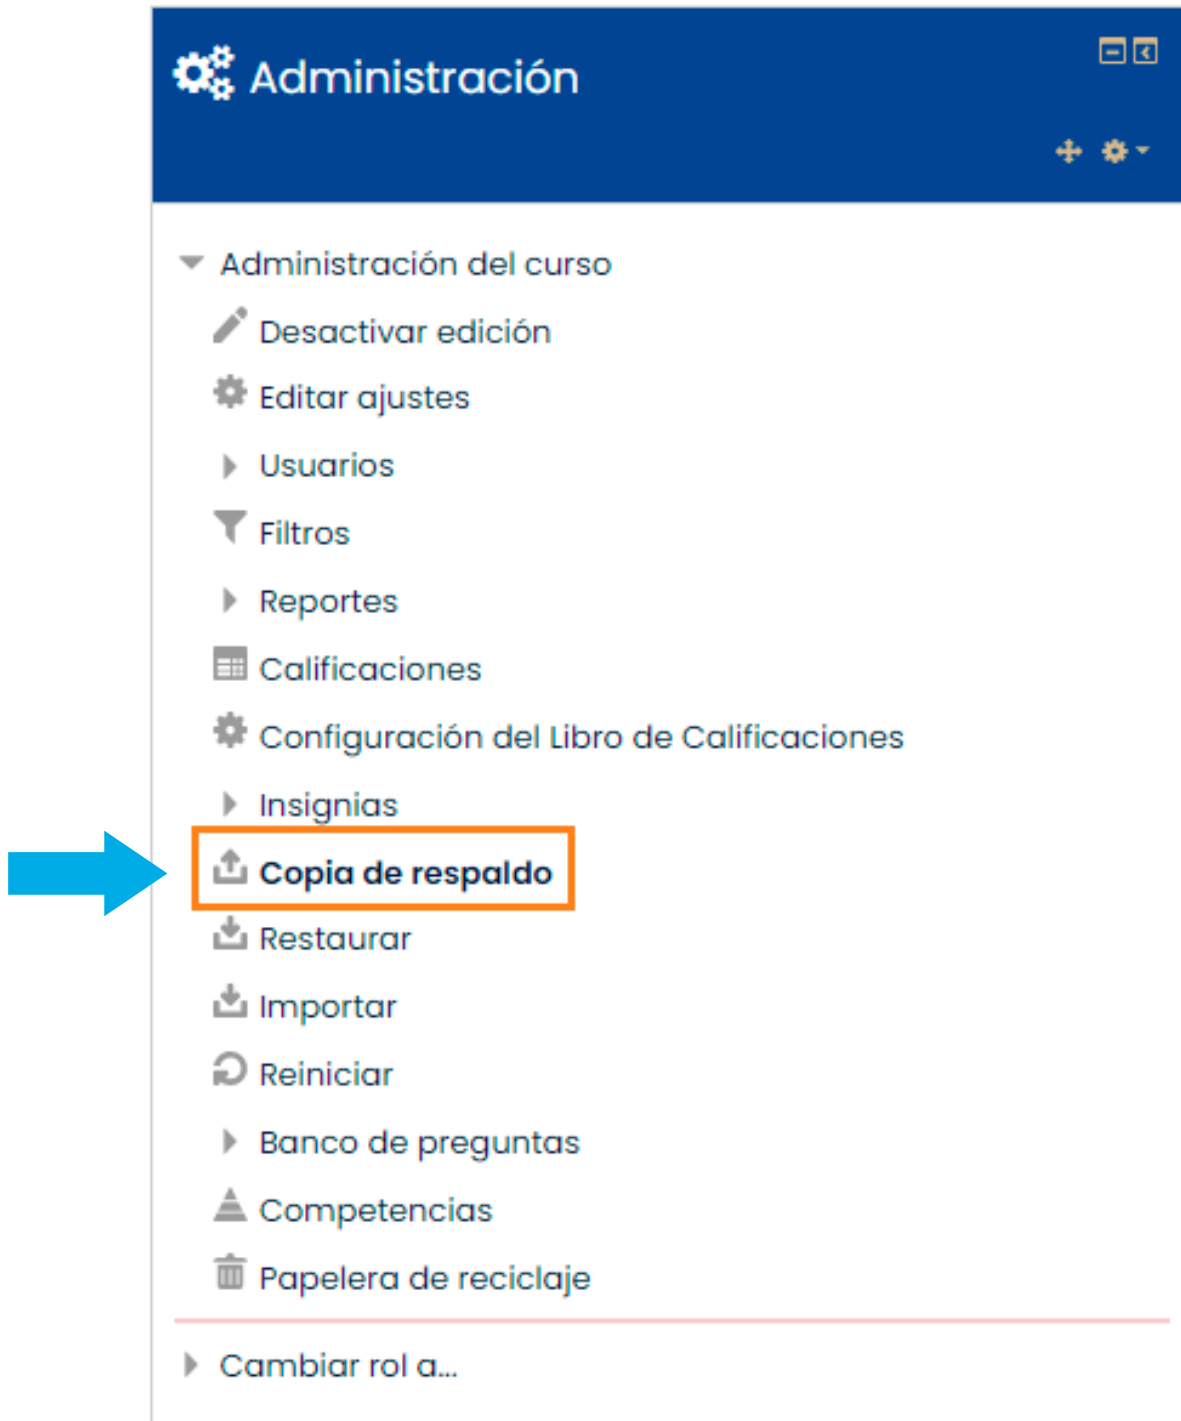 Administración
Administración del curso
Desactivar edición
Editar ajustes
Usuarios
Filtros
Reportes
Calificaciones
Configuración del Libro de Calificaciones
Insignias
Copia de respaldo
Restaurar
Importar
Reiniciar
Banco de preguntas
Competencias
Papelera de reciclaje
Cambiar rol a...